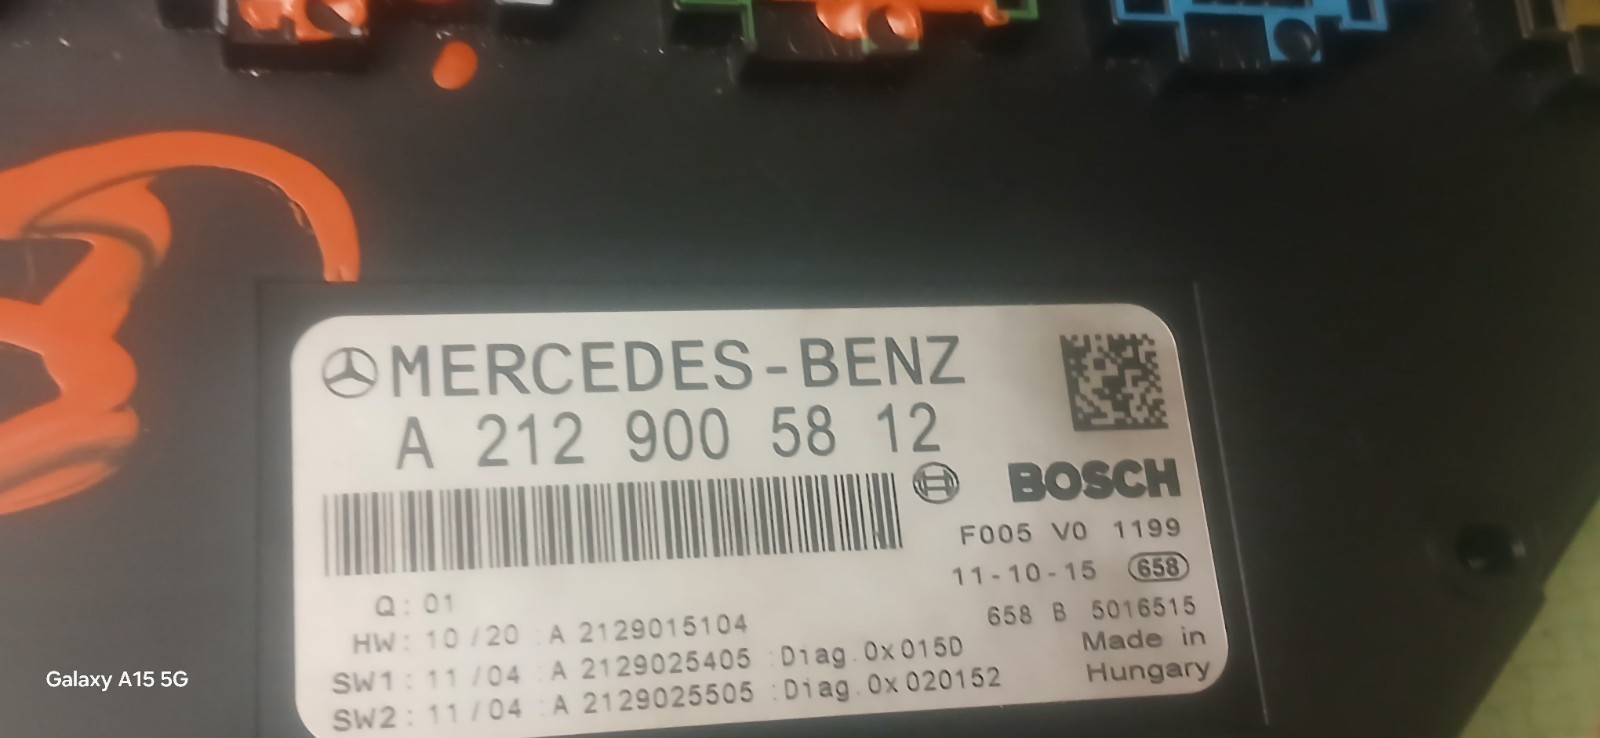 MERCEDES-BENZ
A 212 900 58 12
BOSCH
F005 V0 1199
11-10-15 658
658 B 5016515
Made in
Hungary
Q: 01
HW: 10/20 :A 2129015104
SW1: 11/04 :A 2129025405 :Diag.0x015D
SW2: 11/04 :A 2129025505 :Diag.0x020152
Galaxy A15 5G